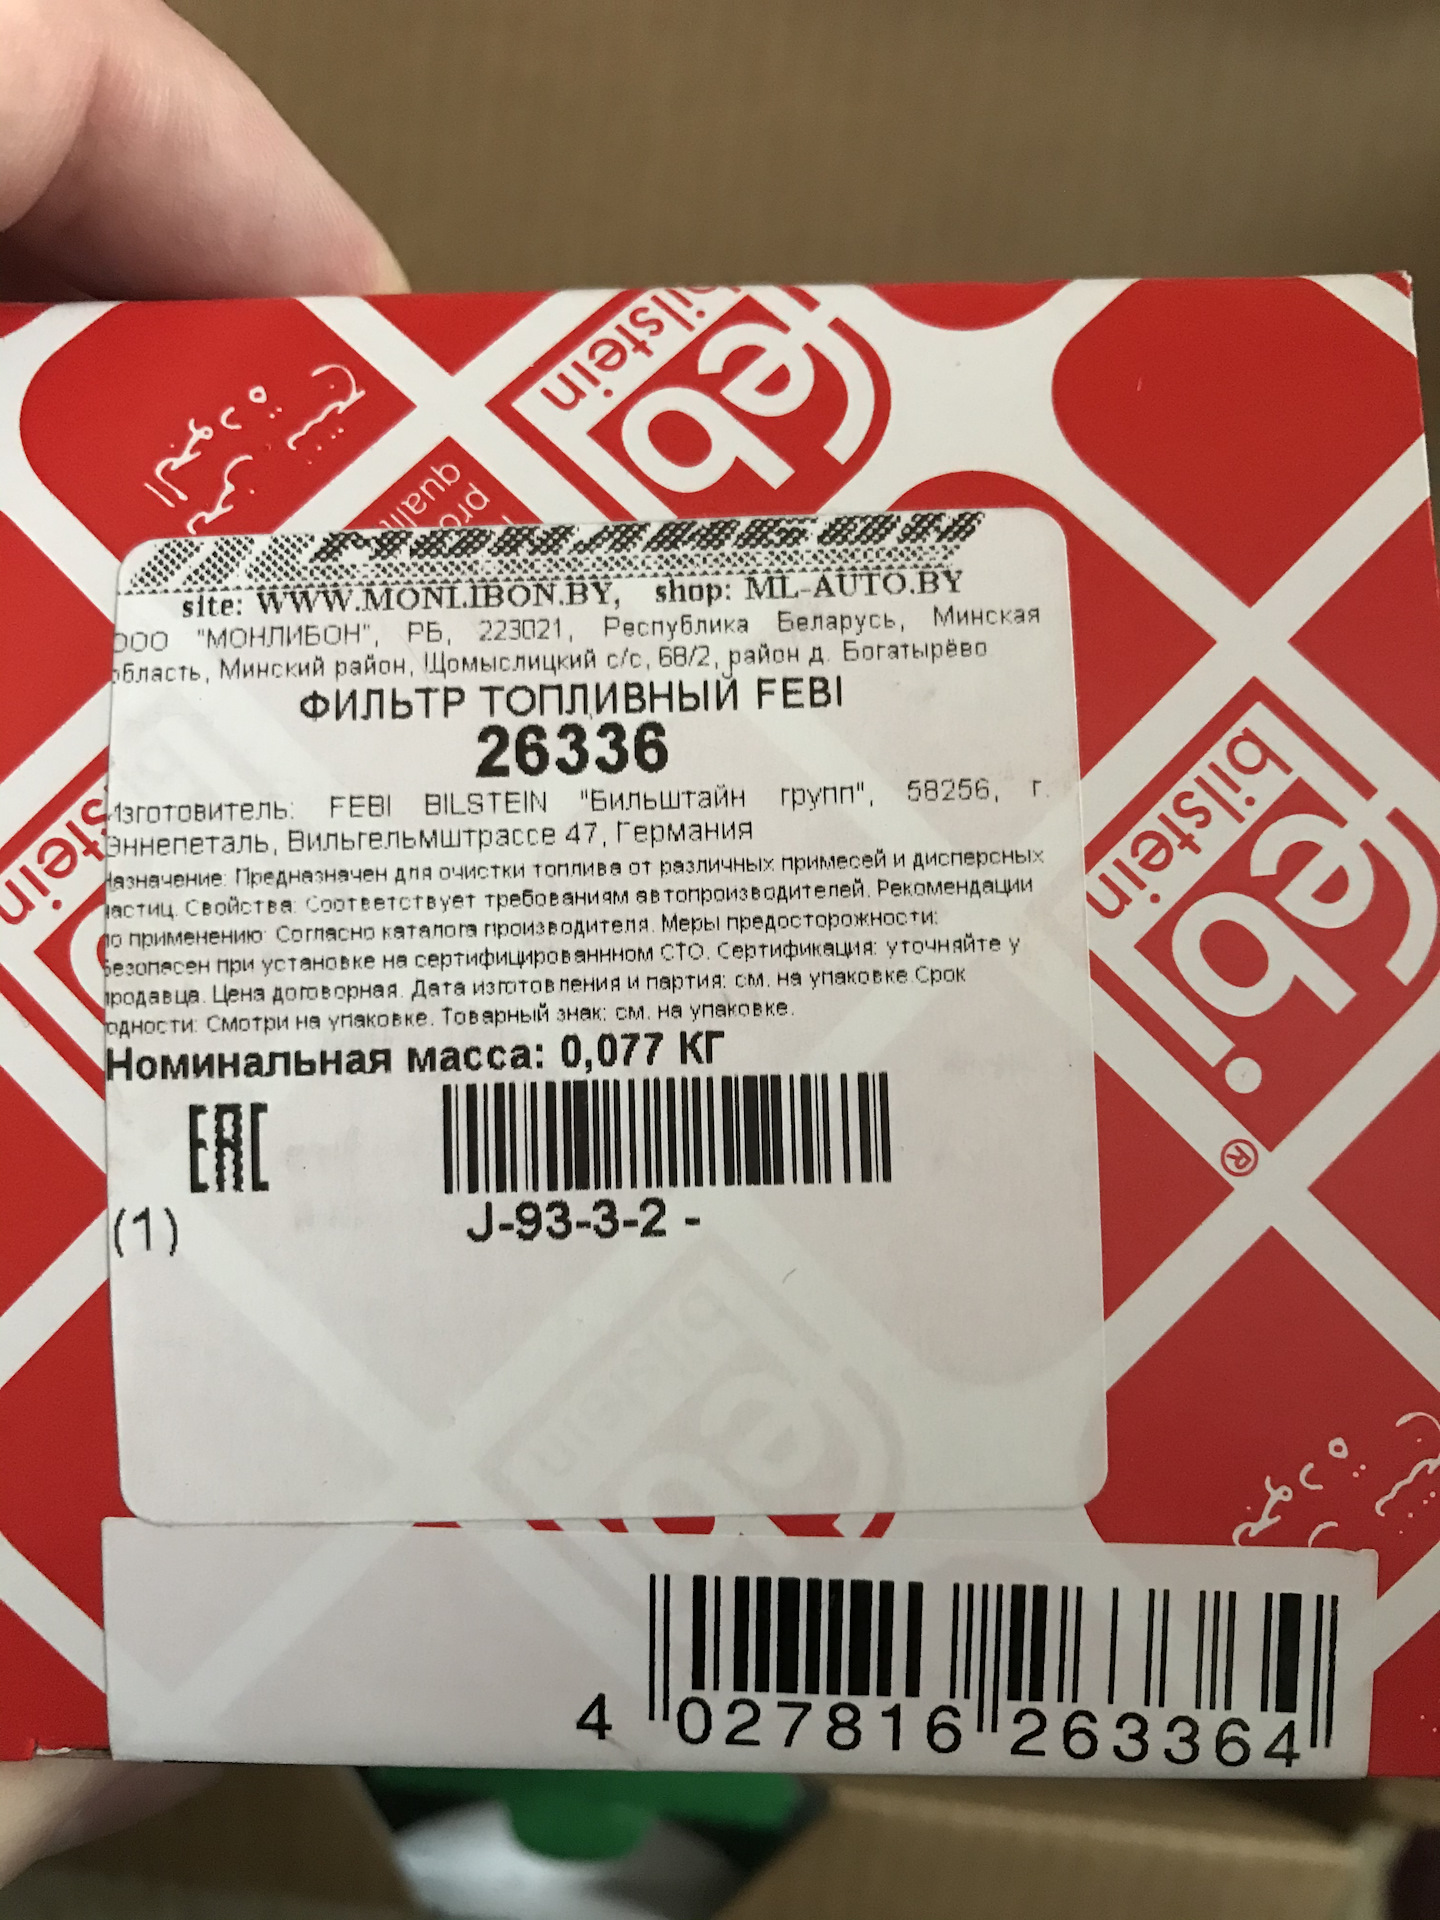 bilstein
febi
МОНЛИБОН
site: WWW.MONLIBON.BY, shop: ML-AUTO.BY
ООО "МОНЛИБОН", РБ, 223021, Республика Беларусь, Минская
область, Минский район, Щомыслицкий с/с, 68/2, район д. Богатырёво
ФИЛЬТР ТОПЛИВНЫЙ FEBI
26336
Изготовитель: FEBI BILSTEIN "Бильштайн групп", 58256, г.
Эннепеталь, Вильгельмштрассе 47, Германия
Назначение: Предназначен для очистки топлива от различных примесей и дисперсных
частиц. Свойства: Соответствует требованиям автопроизводителей. Рекомендации
по применению: Согласно каталога производителя. Меры предосторожности:
Безопасен при установке на сертифицированнном СТО. Сертификация: уточняйте у
продавца. Цена договорная. Дата изготовления и партия: см. на упаковке.Срок
годности: Смотри на упаковке. Товарный знак: см. на упаковке.
Номинальная масса: 0,077 КГ
EAC
(1)
J-93-3-2 -
bilstein
febi
®
stein
4 027816 263364